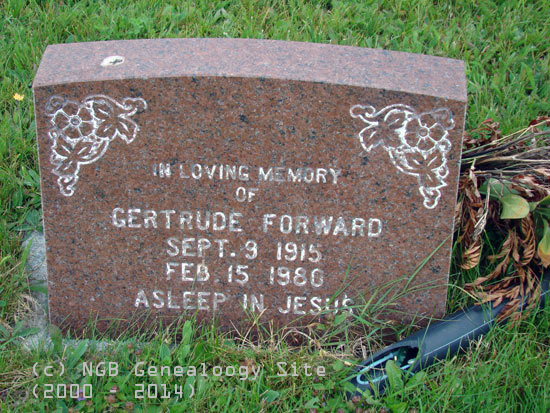 IN LOVING MEMORY
OF
GERTRUDE FORWARD
SEPT. 9 1915
FEB. 15 1980
ASLEEP IN JESUS
(c) NGB Genealoogy Site
(2000 2014)